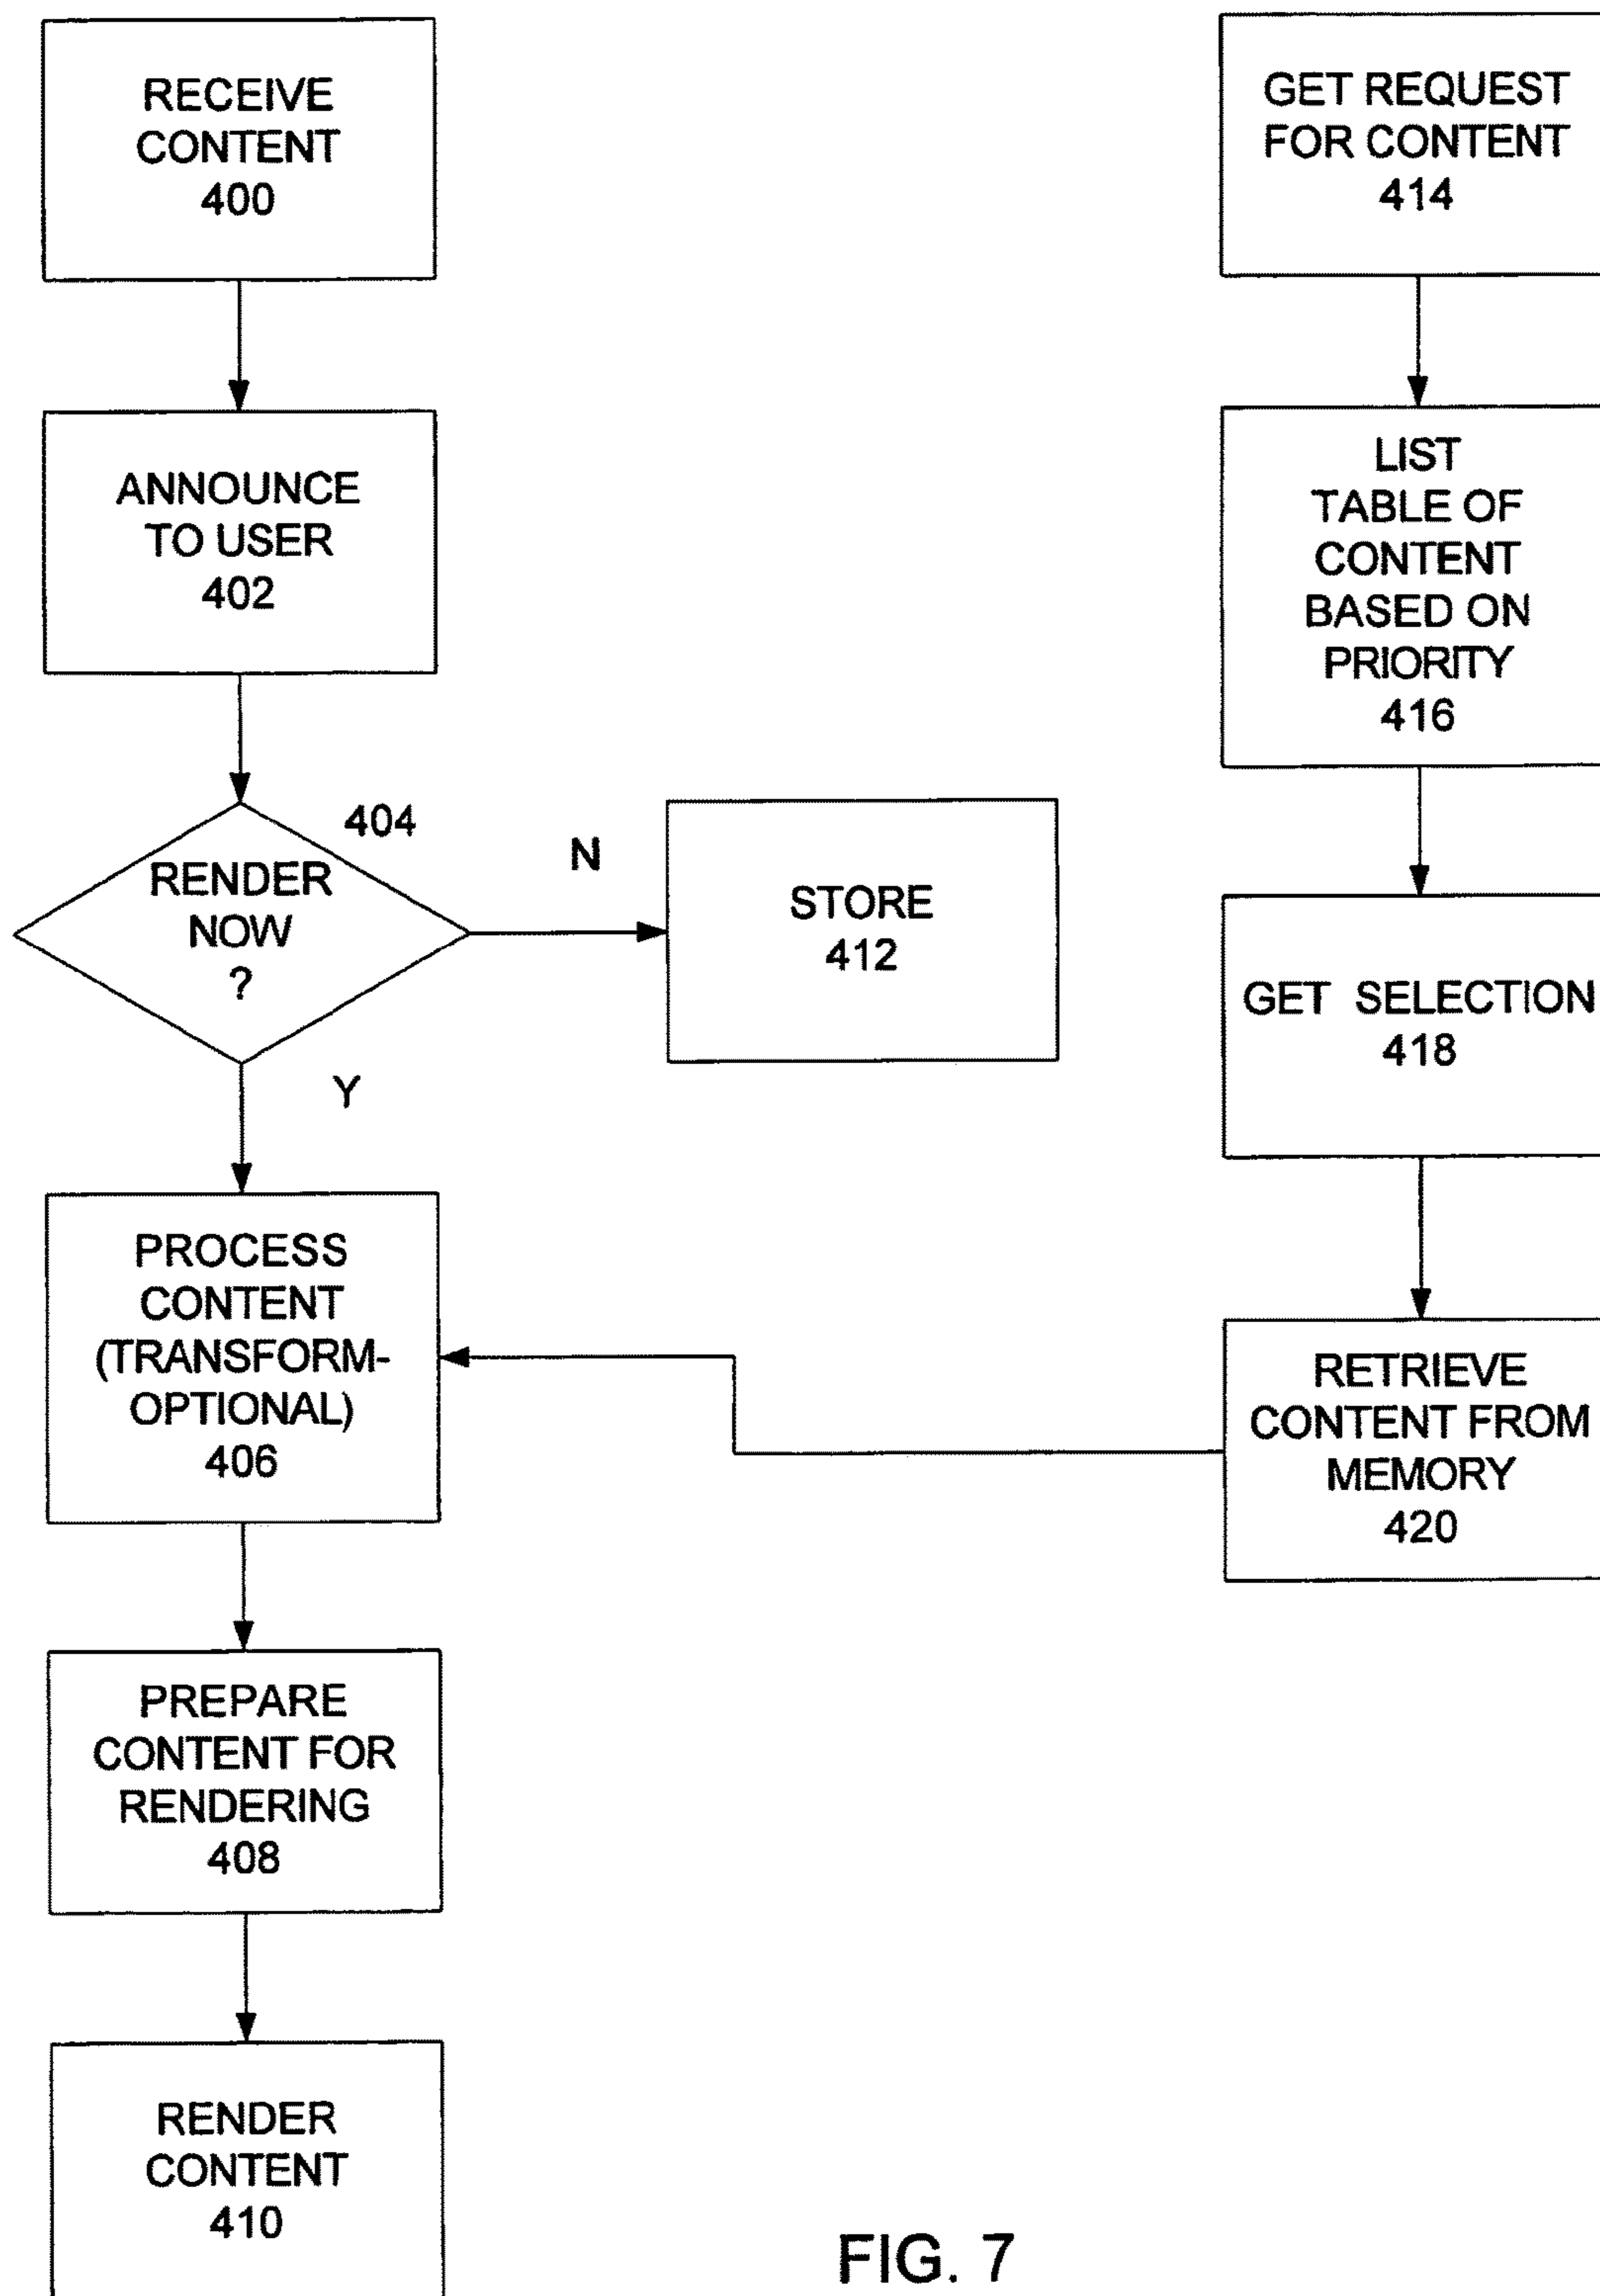 RECEIVE
CONTENT
400
ANNOUNCE
TO USER
402
404
RENDER
NOW
?
N
STORE
412
Y
PROCESS
CONTENT
(TRANSFORM-
OPTIONAL)
406
PREPARE
CONTENT FOR
RENDERING
408
RENDER
CONTENT
410
GET REQUEST
FOR CONTENT
414
LIST
TABLE OF
CONTENT
BASED ON
PRIORITY
416
GET SELECTION
418
RETRIEVE
CONTENT FROM
MEMORY
420
FIG. 7